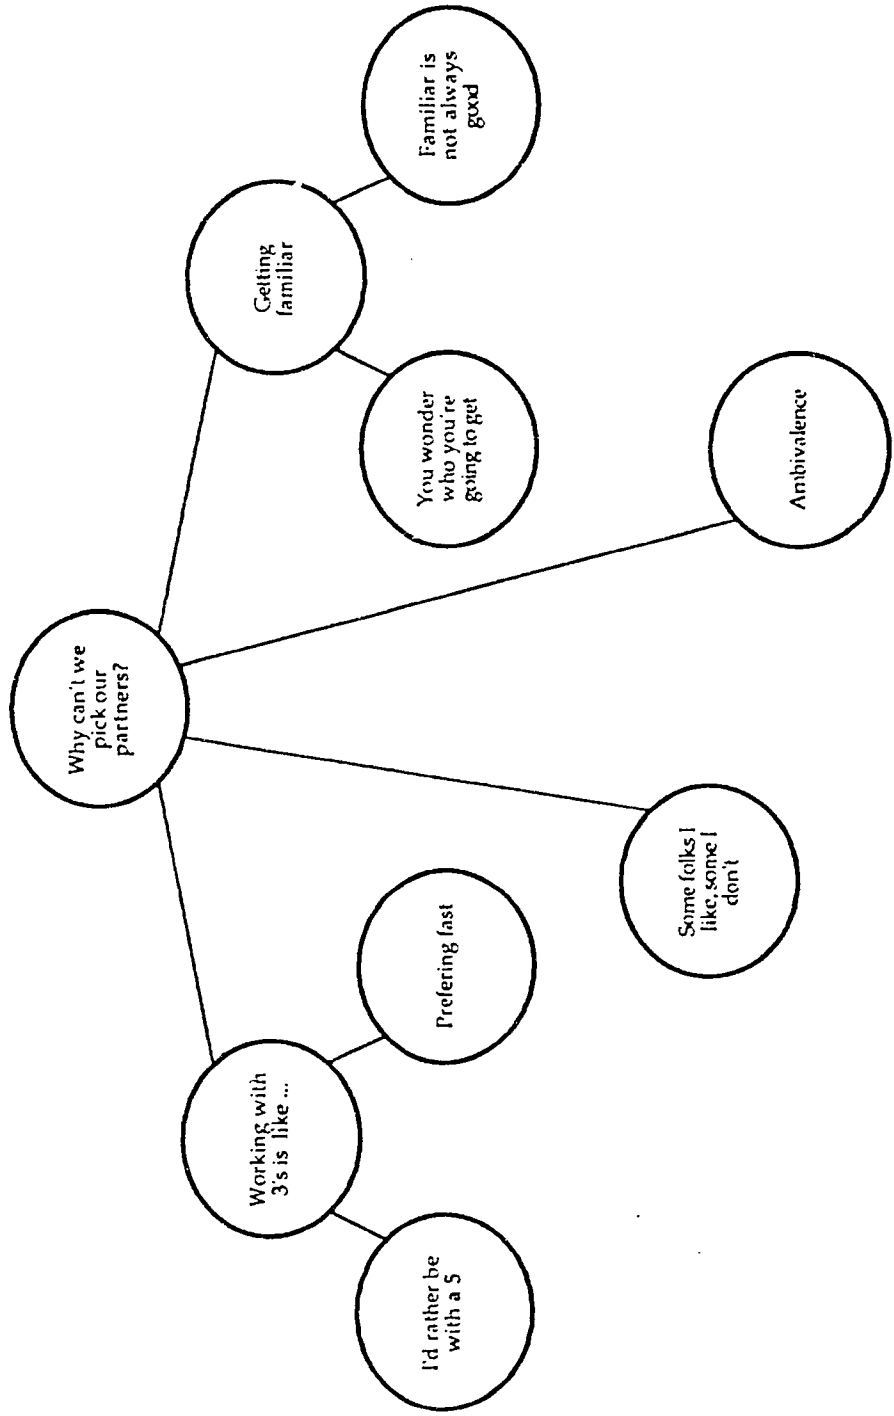 Why can't we
pick our
partners?
Working with
3's is like ...
Getting
familiar
I'd rather be
with a 5
Prefering fast
You wonder
who you're
going to get
Familiar is
not always
good
Some folks I
like, some I
don't
Ambivalence